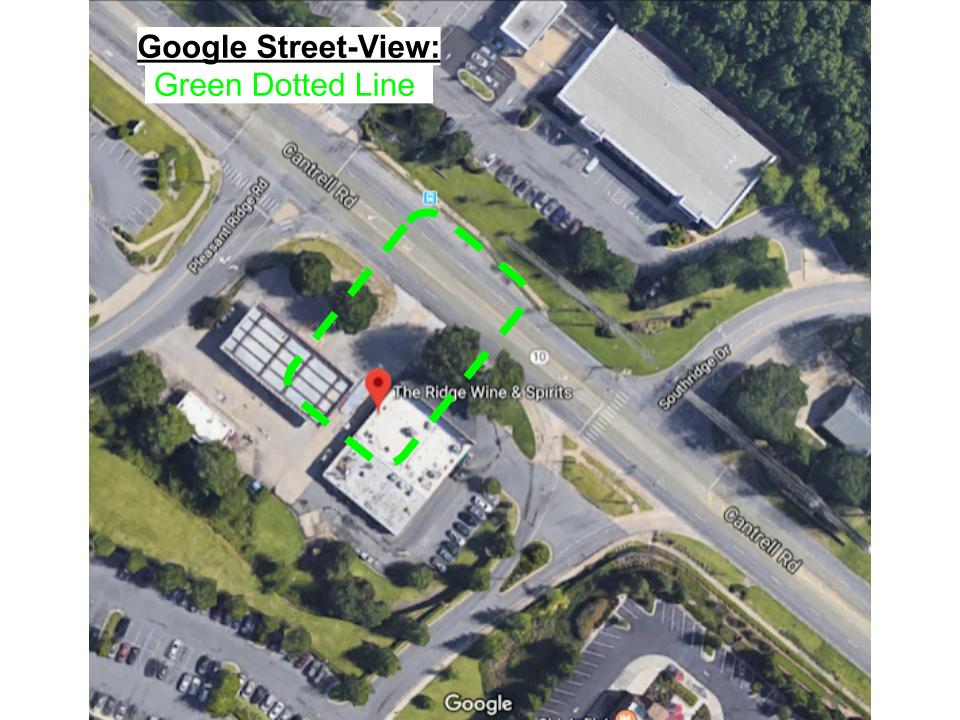 Google Street-View:
Green Dotted Line
Cantrell Rd
Pleasant Ridge Rd
10
The Ridge Wine & Spirits
Southridge Dr
Cantrell Rd
Google